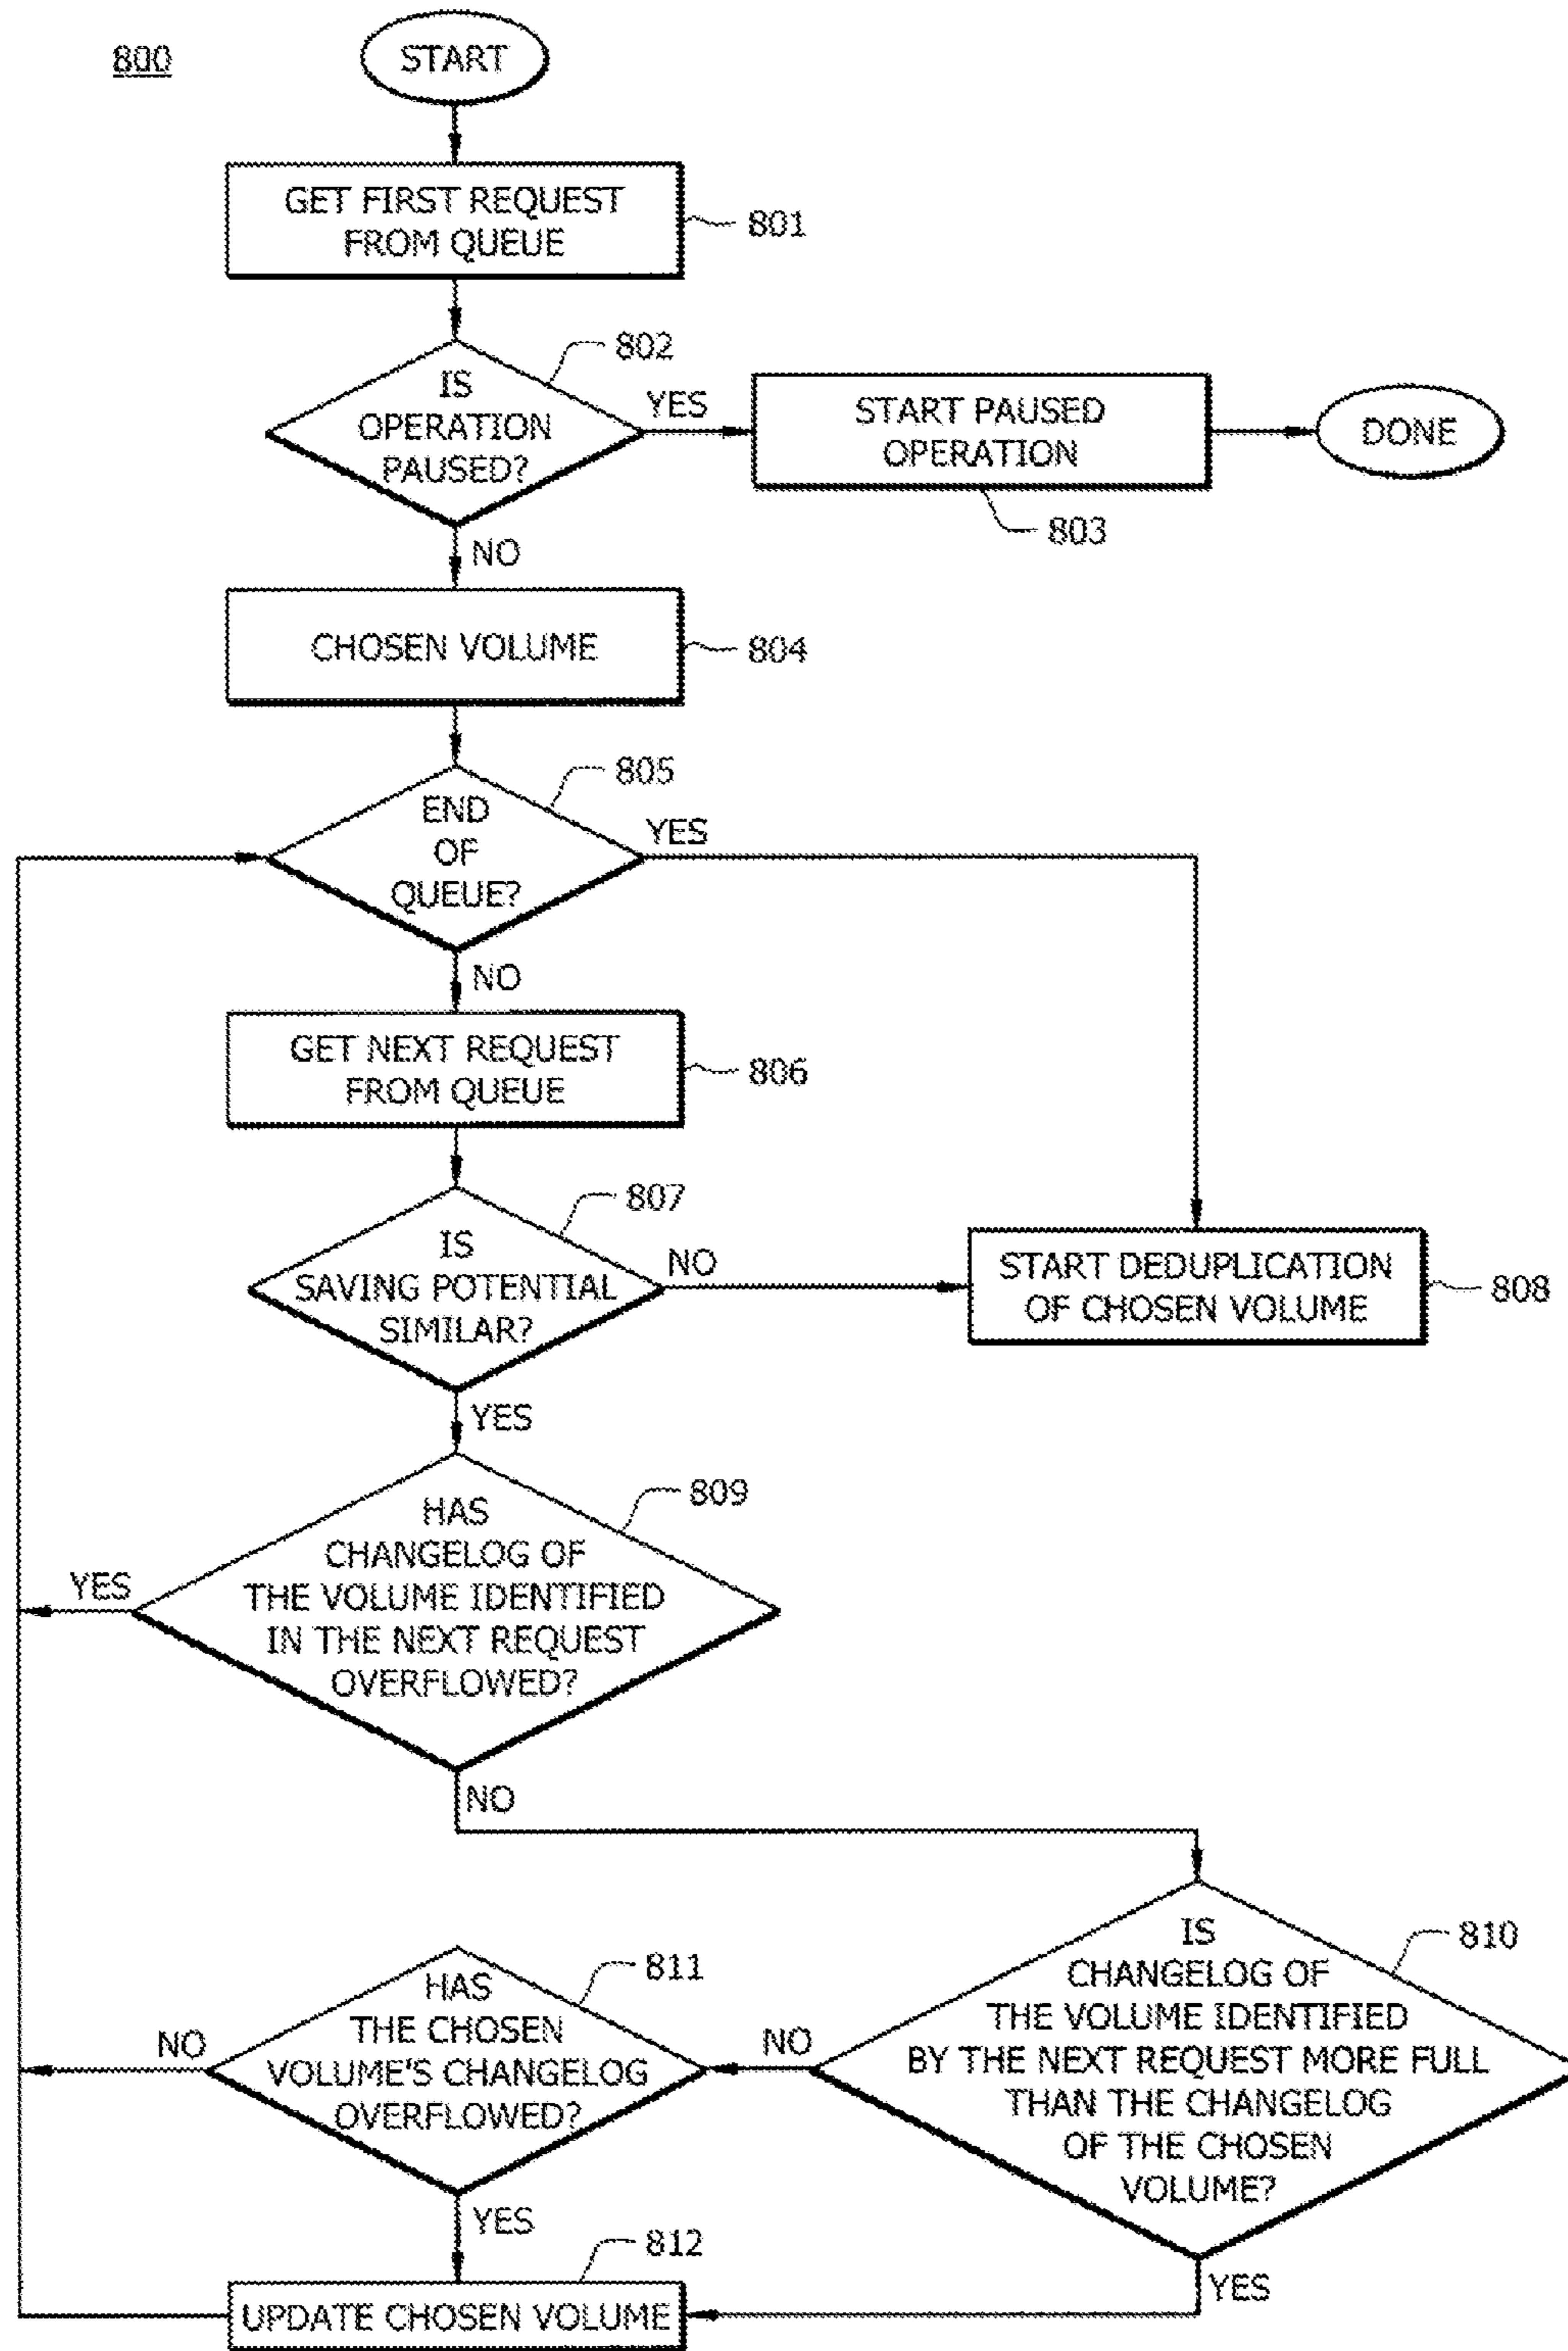 800
START
GET FIRST REQUEST
FROM QUEUE
801
802
IS
OPERATION
PAUSED?
YES
START PAUSED
OPERATION
803
DONE
NO
CHOSEN VOLUME
804
805
END
OF
QUEUE?
YES
NO
GET NEXT REQUEST
FROM QUEUE
806
807
IS
SAVING POTENTIAL
SIMILAR?
NO
START DEDUPLICATION
OF CHOSEN VOLUME
808
YES
809
HAS
CHANGELOG OF
THE VOLUME IDENTIFIED
IN THE NEXT REQUEST
OVERFLOWED?
YES
NO
810
IS
CHANGELOG OF
THE VOLUME IDENTIFIED
BY THE NEXT REQUEST MORE FULL
THAN THE CHANGELOG
OF THE CHOSEN
VOLUME?
NO
811
HAS
THE CHOSEN
VOLUME'S CHANGELOG
OVERFLOWED?
NO
YES
YES
812
UPDATE CHOSEN VOLUME